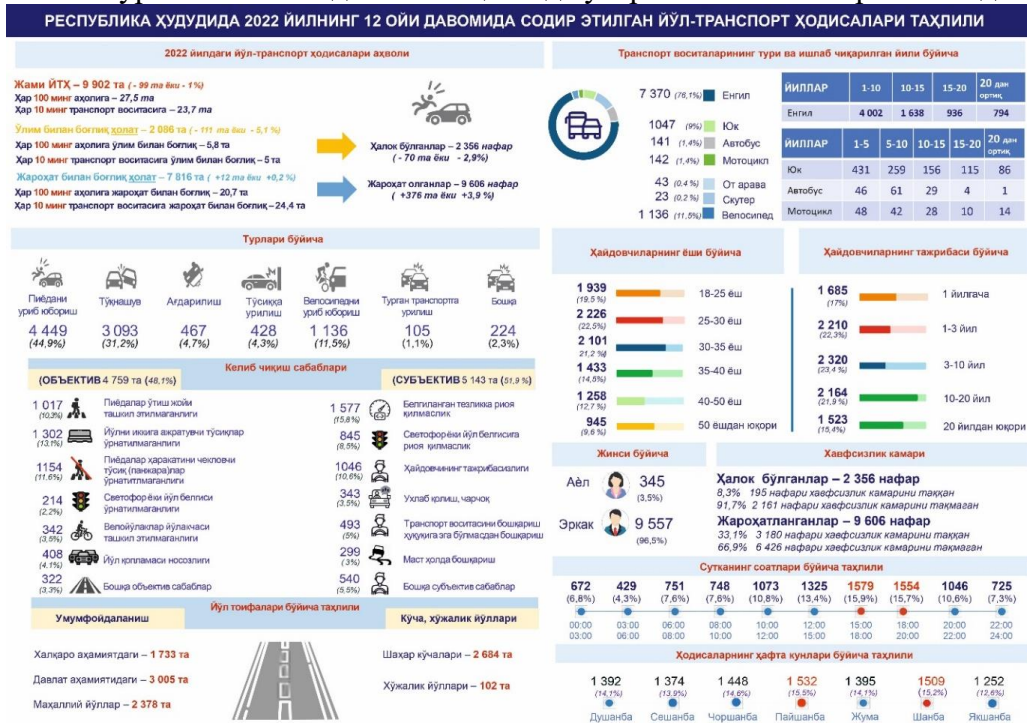 РЕСПУБЛИКА ҲУДУДИДА 2022 ЙИЛНИНГ 12 ОЙИ ДАВОМИДА СОДИР ЭТИЛГАН ЙЎЛ-ТРАНСПОРТ ҲОДИСАЛАРИ ТАҲЛИЛИ
2022 йилдаги йўл-транспорт ҳодисалари аҳволи
Жами ЙТҲ – 9 902 та ( - 99 та ёки - 1%)
Ҳар 100 минг аҳолига – 27,5 та
Ҳар 10 минг транспорт воситасига – 23,7 та
Ўлим билан боғлиқ ҳолат – 2 086 та ( - 111 та ёки - 5,1 %)
Ҳар 100 минг аҳолига ўлим билан боғлиқ – 5,8 та
Ҳар 10 минг транспорт воситасига ўлим билан боғлиқ – 5 та
Жароҳат билан боғлиқ ҳолат – 7 816 та ( +12 та ёки +0,2 %)
Ҳар 100 минг аҳолига жароҳат билан боғлиқ – 20,7 та
Ҳар 10 минг транспорт воситасига жароҳат билан боғлиқ – 24,4 та
Ҳалок бўлганлар – 2 356 нафар
( - 70 та ёки - 2,9%)
Жароҳат олганлар – 9 606 нафар
( +376 та ёки +3,9 %)
Транспорт воситаларининг тури ва ишлаб чиқарилган йили бўйича
7 370 (76,1%) Енгил
1047 (9%) Юк
141 (1,4%) Автобус
142 (1,4%) Мотоцикл
43 (0,4 %) От арава
23 (0,2 %) Скутер
1 136 (11,5%) Велосипед
ЙИЛЛАР 1-10 10-15 15-20 20 дан ортиқ
Енгил 4 002 1 638 936 794
ЙИЛЛАР 1-5 5-10 10-15 15-20 20 дан ортиқ
Юк 431 259 156 115 86
Автобус 46 61 29 4 1
Мотоцикл 48 42 28 10 14
Турлари бўйича
Пиёдани уриб юбориш
4 449
(44,9%)
Тўқнашув
3 093
(31,2%)
Ағдарилиш
467
(4,7%)
Тўсиққа урилиш
428
(4,3%)
Велосипедни уриб юбориш
1 136
(11,5%)
Турган транспортга урилиш
105
(1,1%)
Бошқа
224
(2,3%)
Келиб чиқиш сабаблари
(ОБЪЕКТИВ 4 759 та (48,1%)
1 017 (10,3%) Пиёдалар ўтиш жойи ташкил этилмаганлиги
1 302 (13,1%) Йўлни иккига ажратувчи тўсиқлар ўрнатилмаганлиги
1154 (11,6%) Пиёдалар ҳаракатини чекловчи тўсиқ (панжара)лар ўрнатитлмаганлиги
214 (2,2%) Светофор ёки йўл белгиси ўрнатилмаганлиги
342 (3,5%) Велойўлаклар йўлакчаси
408 (4,1%) Йўл қопламаси носозлиги
322 (3,3%) Бошқа объектив сабаблар
(СУБЪЕКТИВ 5 143 та (51,9 %)
1 577 (15,8%) Белгиланган тезликка риоя қилмаслик
845 (8,5%) Светофор ёки йўл белгисига риоя қилмаслик
1046 (10,6%) Ҳайдовчининг тажрибасизлиги
343 (3,5%) Ухлаб қолиш, чарчоқ
493 (5%) Транспорт воситасини бошқариш ҳуқуқига эга бўлмасдан бошқариш
299 (3%) Маст ҳолда бошқариш
540 (5,5%) Бошқа субъектив сабаблар
Йўл тоифалари бўйича таҳлили
Умумфойдаланиш
Халқаро аҳамиятдаги – 1 733 та
Давлат аҳамиятидаги – 3 005 та
Маҳаллий йўллар – 2 378 та
Кўча, хўжалик йўллари
Шаҳар кўчалари – 2 684 та
Хўжалик йўллари – 102 та
Ҳайдовчиларнинг ёши бўйича
1 939 (19,5 %) 18-25 ёш
2 226 (22,5%) 25-30 ёш
2 101 21,2 %) 30-35 ёш
1 433 (14,5%) 35-40 ёш
1 258 (12,7 %) 40-50 ёш
945 (9,6 %) 50 ёшдан юқори
Ҳайдовчиларнинг тажрибаси бўйича
1 685 (17%) 1 йилгача
2 210 (22,3%) 1-3 йил
2 320 (23,4 %) 3-10 йил
2 164 (21,9 %) 10-20 йил
1 523 (15,4%) 20 йилдан юқори
Жинси бўйича
Аёл 345
(3,5%)
Эркак 9 557
(96,5%)
Хавфсизлик камари
Ҳалок бўлганлар – 2 356 нафар
8,3% 195 нафари хавфсизлик камарини таққан
91,7% 2 161 нафари хавфсизлик камарини тақмаган
Жароҳатланганлар – 9 606 нафар
33,1% 3 180 нафари хавфсизлик камарини таққан
66,9% 6 426 нафари хавфсизлик камарини тақмаган
Сутканинг соатлари бўйича таҳлили
672 429 751 748 1073 1325 1579 1554 1046 725
(6,8%) (4,3%) (7,6%) (7,6%) (10,8%) (13,4%) (15,9%) (15,7%) (10,6%) (7,3%)
00:00 03:00 06:00 08:00 10:00 12:00 15:00 18:00 20:00 22:00
03:00 06:00 08:00 10:00 12:00 15:00 18:00 20:00 22:00 24:00
Ҳодисаларнинг ҳафта кунлари бўйича таҳлили
1 392 1 374 1 448 1 532 1 395 1509 1 252
(14,1%) (13,9%) (14,6%) (15,5%) (14,1%) (15,2%) (12,6%)
Душанба Сешанба Чоршанба Пайшанба Жума Шанба Якшанба